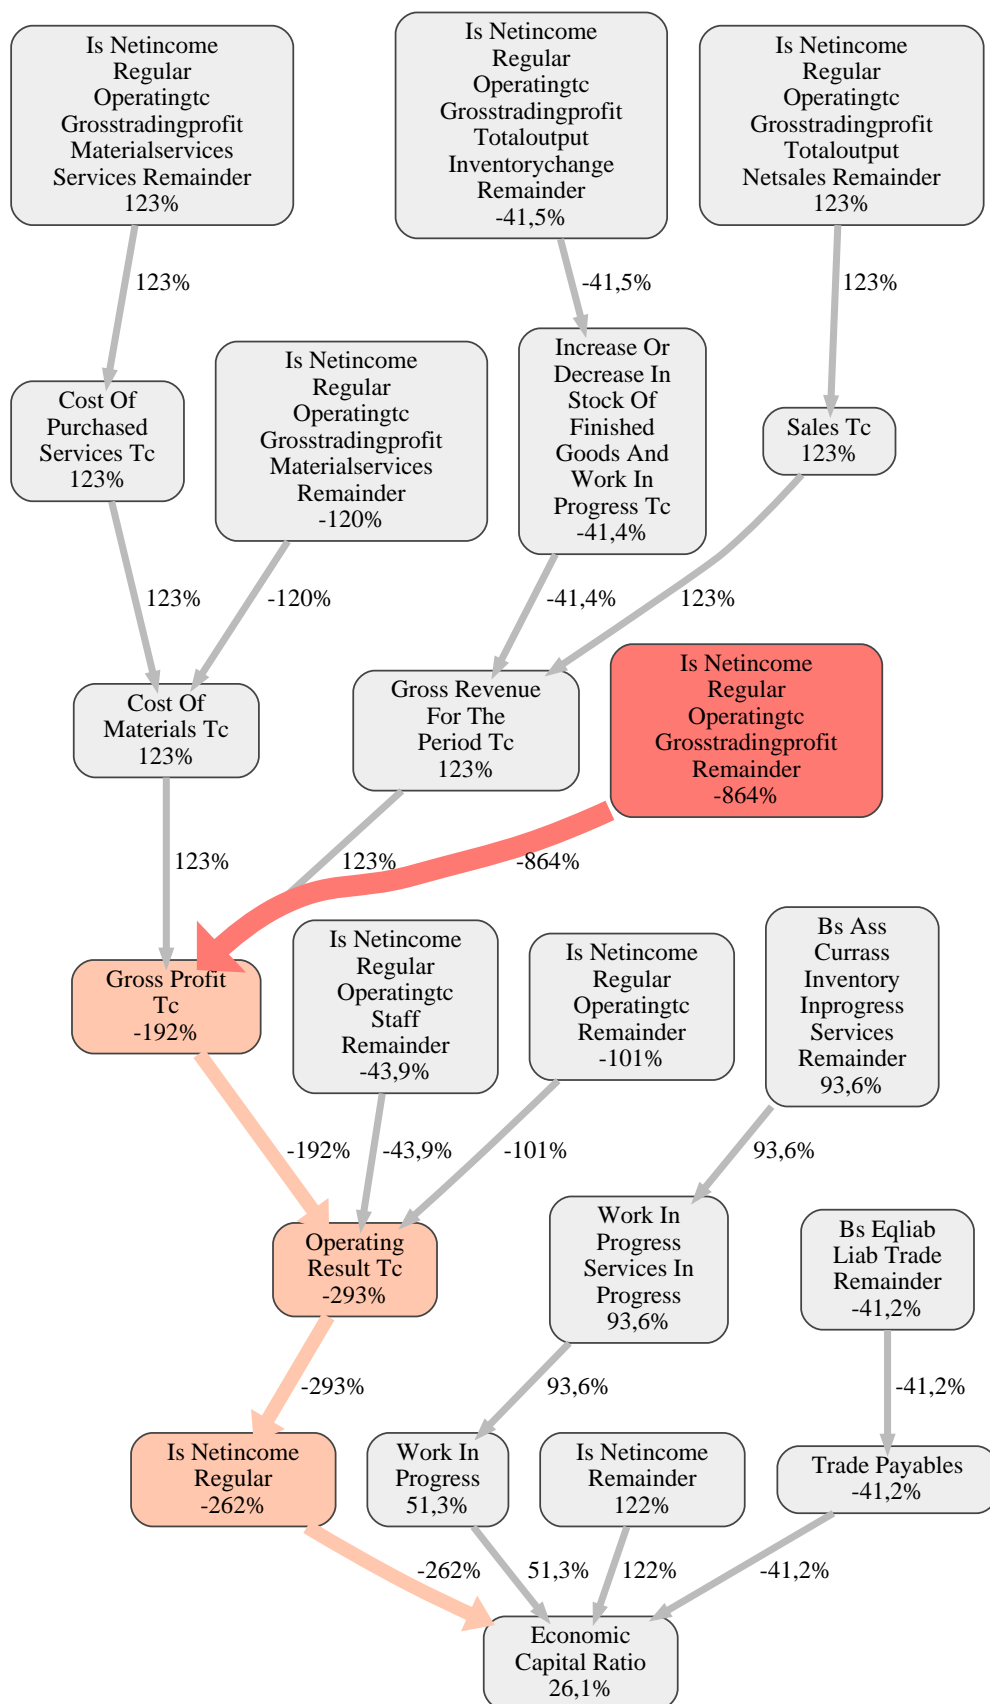 Is Netincome
Regular
Operatingtc
Grosstradingprofit
Materialservices
Services Remainder
123%
Is Netincome
Regular
Operatingtc
Grosstradingprofit
Totaloutput
Inventorychange
Remainder
-41,5%
Is Netincome
Regular
Operatingtc
Grosstradingprofit
Totaloutput
Netsales Remainder
123%
123%
-41,5%
123%
Cost Of
Purchased
Services Tc
123%
Is Netincome
Regular
Operatingtc
Grosstradingprofit
Materialservices
Remainder
-120%
Increase Or
Decrease In
Stock Of
Finished
Goods And
Work In
Progress Tc
-41,4%
Sales Tc
123%
123%
-120%
-41,4%
123%
Cost Of
Materials Tc
123%
Gross Revenue
For The
Period Tc
123%
Is Netincome
Regular
Operatingtc
Grosstradingprofit
Remainder
-864%
123%
123%
-864%
Gross Profit
Tc
-192%
Is Netincome
Regular
Operatingtc
Staff
Remainder
-43,9%
Is Netincome
Regular
Operatingtc
Remainder
-101%
Bs Ass
Currass
Inventory
Inprogress
Services
Remainder
93,6%
-192%
-43,9%
-101%
93,6%
Operating
Result Tc
-293%
Work In
Progress
Services In
Progress
93,6%
Bs Eqliab
Liab Trade
Remainder
-41,2%
-293%
93,6%
-41,2%
Is Netincome
Regular
-262%
Work In
Progress
51,3%
Is Netincome
Remainder
122%
Trade Payables
-41,2%
-262%
51,3%
122%
-41,2%
Economic
Capital Ratio
26,1%